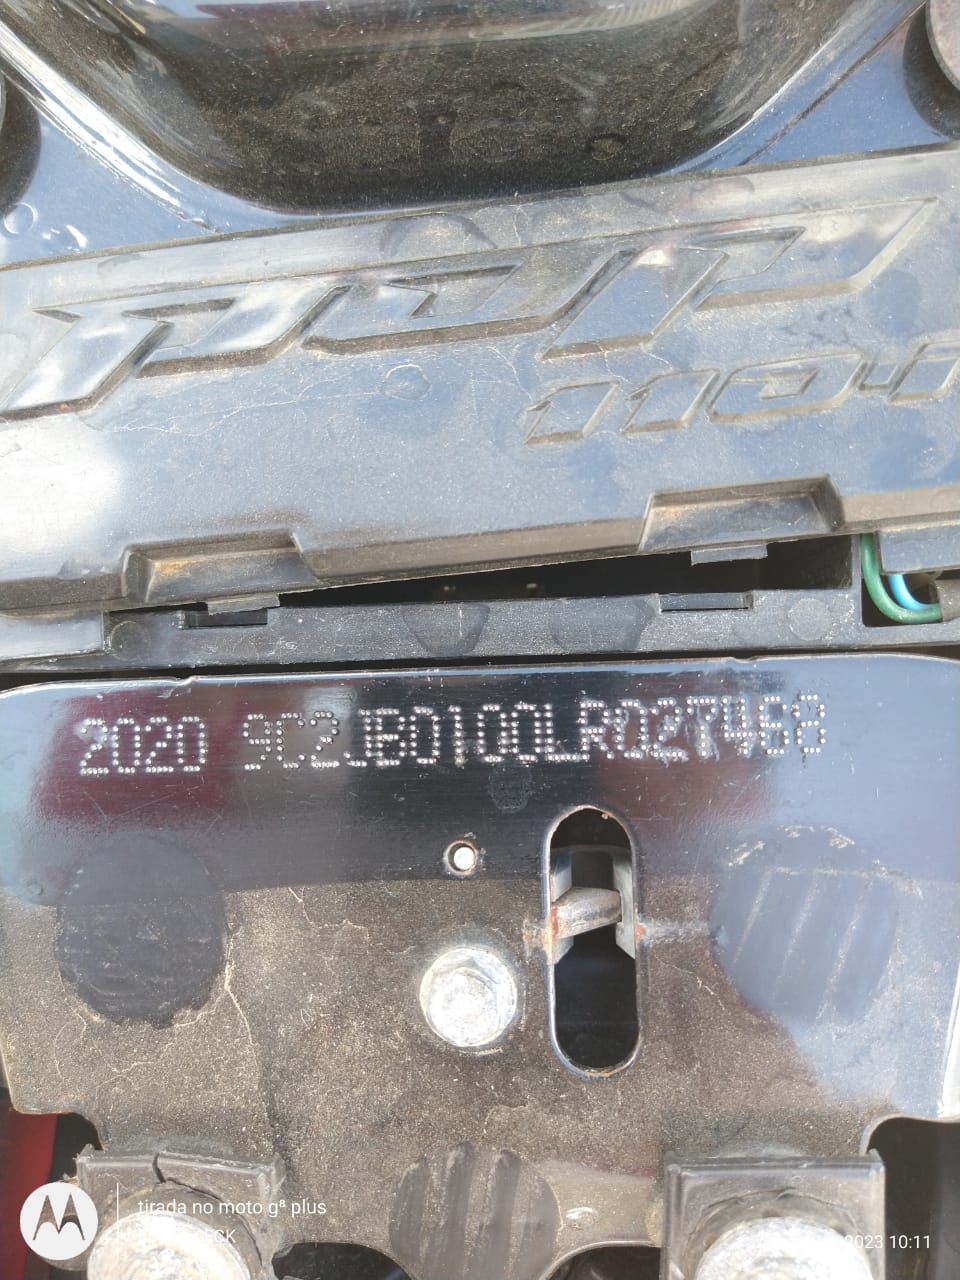 POP
110i
2020 9C2JB0100LR027468
tirada no moto g⁸ plus
2023 10:11